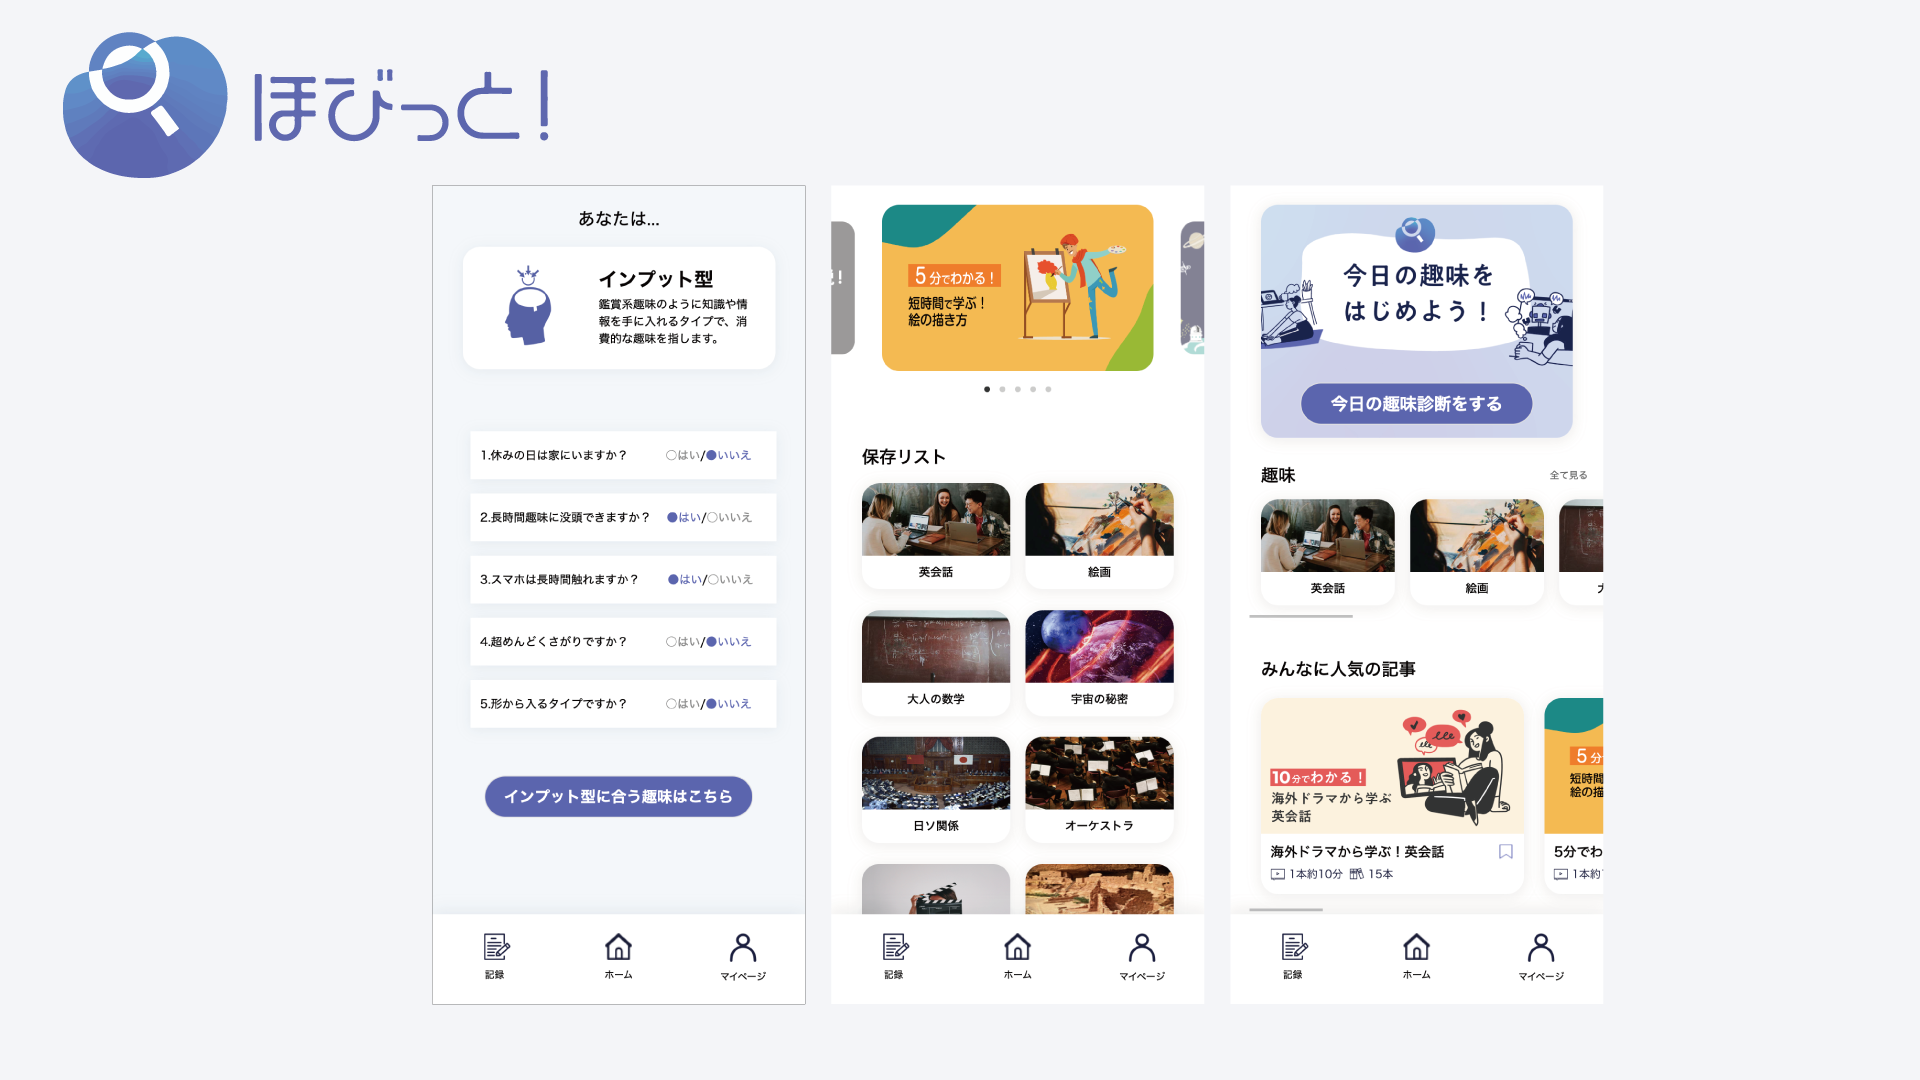 ほびっと!
あなたは...
インプット型
鑑賞系趣味のように知識や情
報を手に入れるタイプで、消
費的な趣味を指します。
1.休みの日は家にいますか？ ○はい/●いいえ
2.長時間趣味に没頭できますか？ ●はい/○いいえ
3.スマホは長時間触れますか？ ●はい/○いいえ
4.超めんどくさがりですか？ ○はい/●いいえ
5.形から入るタイプですか？ ○はい/●いいえ
インプット型に合う趣味はこちら
記録
ホーム
マイページ
5分でわかる！
短時間で学ぶ！
絵の描き方
保存リスト
英会話
絵画
大人の数学
宇宙の秘密
日ソ関係
オーケストラ
記録
ホーム
マイページ
今日の趣味を
はじめよう！
今日の趣味診断をする
趣味
全て見る
英会話
絵画
みんなに人気の記事
10分でわかる！
海外ドラマから学ぶ
英会話
海外ドラマから学ぶ！英会話
1本約10分 15本
5分
短時間
絵の描
5分でわ
1本約
記録
ホーム
マイページ